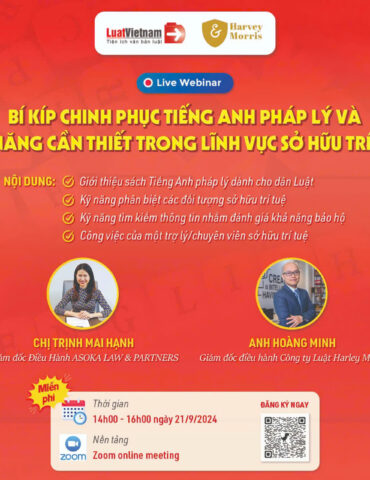 LuatVietnam
Tiện ích văn bản luật
&
Harvey
Morris
Live Webinar
BÍ KÍP CHINH PHỤC TIẾNG ANH PHÁP LÝ VÀ
NĂNG CẦN THIẾT TRONG LĨNH VỰC SỞ HỮU TRÍ
NỘI DUNG:
Giới thiệu sách Tiếng Anh pháp lý dành cho dân Luật
Kỹ năng phân biệt các đối tượng sở hữu trí tuệ
Kỹ năng tìm kiếm thông tin nhằm đánh giá khả năng bảo hộ
Công việc của một trợ lý/chuyên viên sở hữu trí tuệ
CHỊ TRỊNH MAI HẠNH
ám đốc Điều Hành ASOKA LAW & PARTNERS
ANH HOÀNG MINH
Giám đốc điều hành Công ty Luật Harley M
Miễn
phí
Thời gian
14h00 - 16h00 ngày 21/9/2024
Nền tảng
zoom
Zoom online meeting
ĐĂNG KÝ NGAY